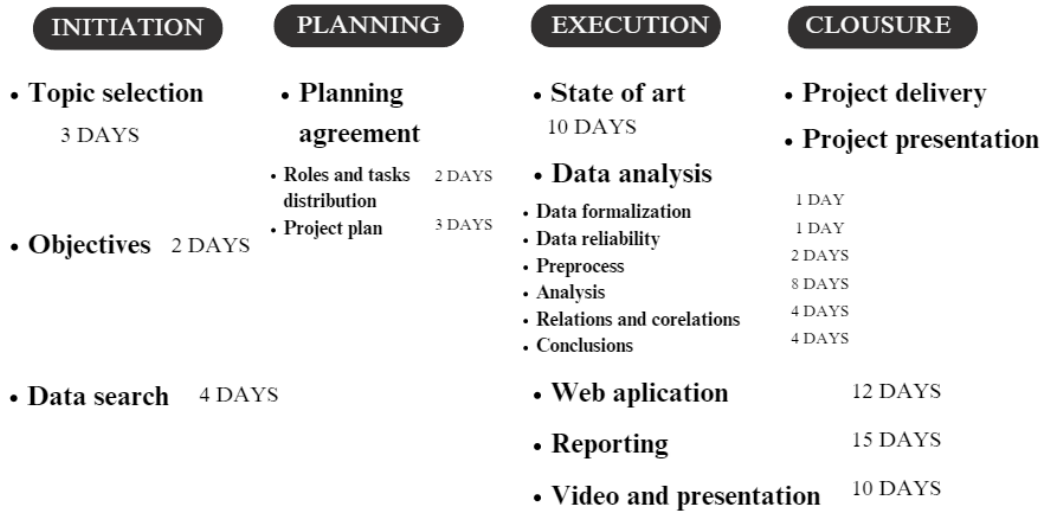 INITIATION
• Topic selection
3 DAYS
• Objectives 2 DAYS
• Data search 4 DAYS
PLANNING
• Planning
agreement
• Roles and tasks 2 DAYS
distribution
• Project plan 3 DAYS
EXECUTION
• State of art
10 DAYS
• Data analysis
• Data formalization 1 DAY
• Data reliability 1 DAY
• Preprocess 2 DAYS
• Analysis 8 DAYS
• Relations and corelations 4 DAYS
• Conclusions 4 DAYS
• Web aplication 12 DAYS
• Reporting 15 DAYS
• Video and presentation 10 DAYS
CLOUSURE
• Project delivery
• Project presentation